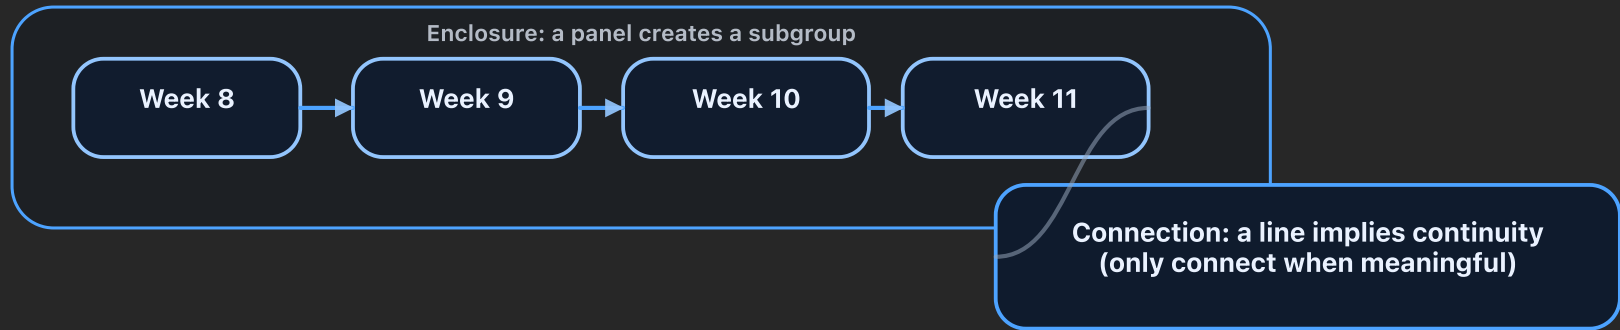 Enclosure: a panel creates a subgroup
Week 8
Week 9
Week 10
Week 11
Connection: a line implies continuity
(only connect when meaningful)